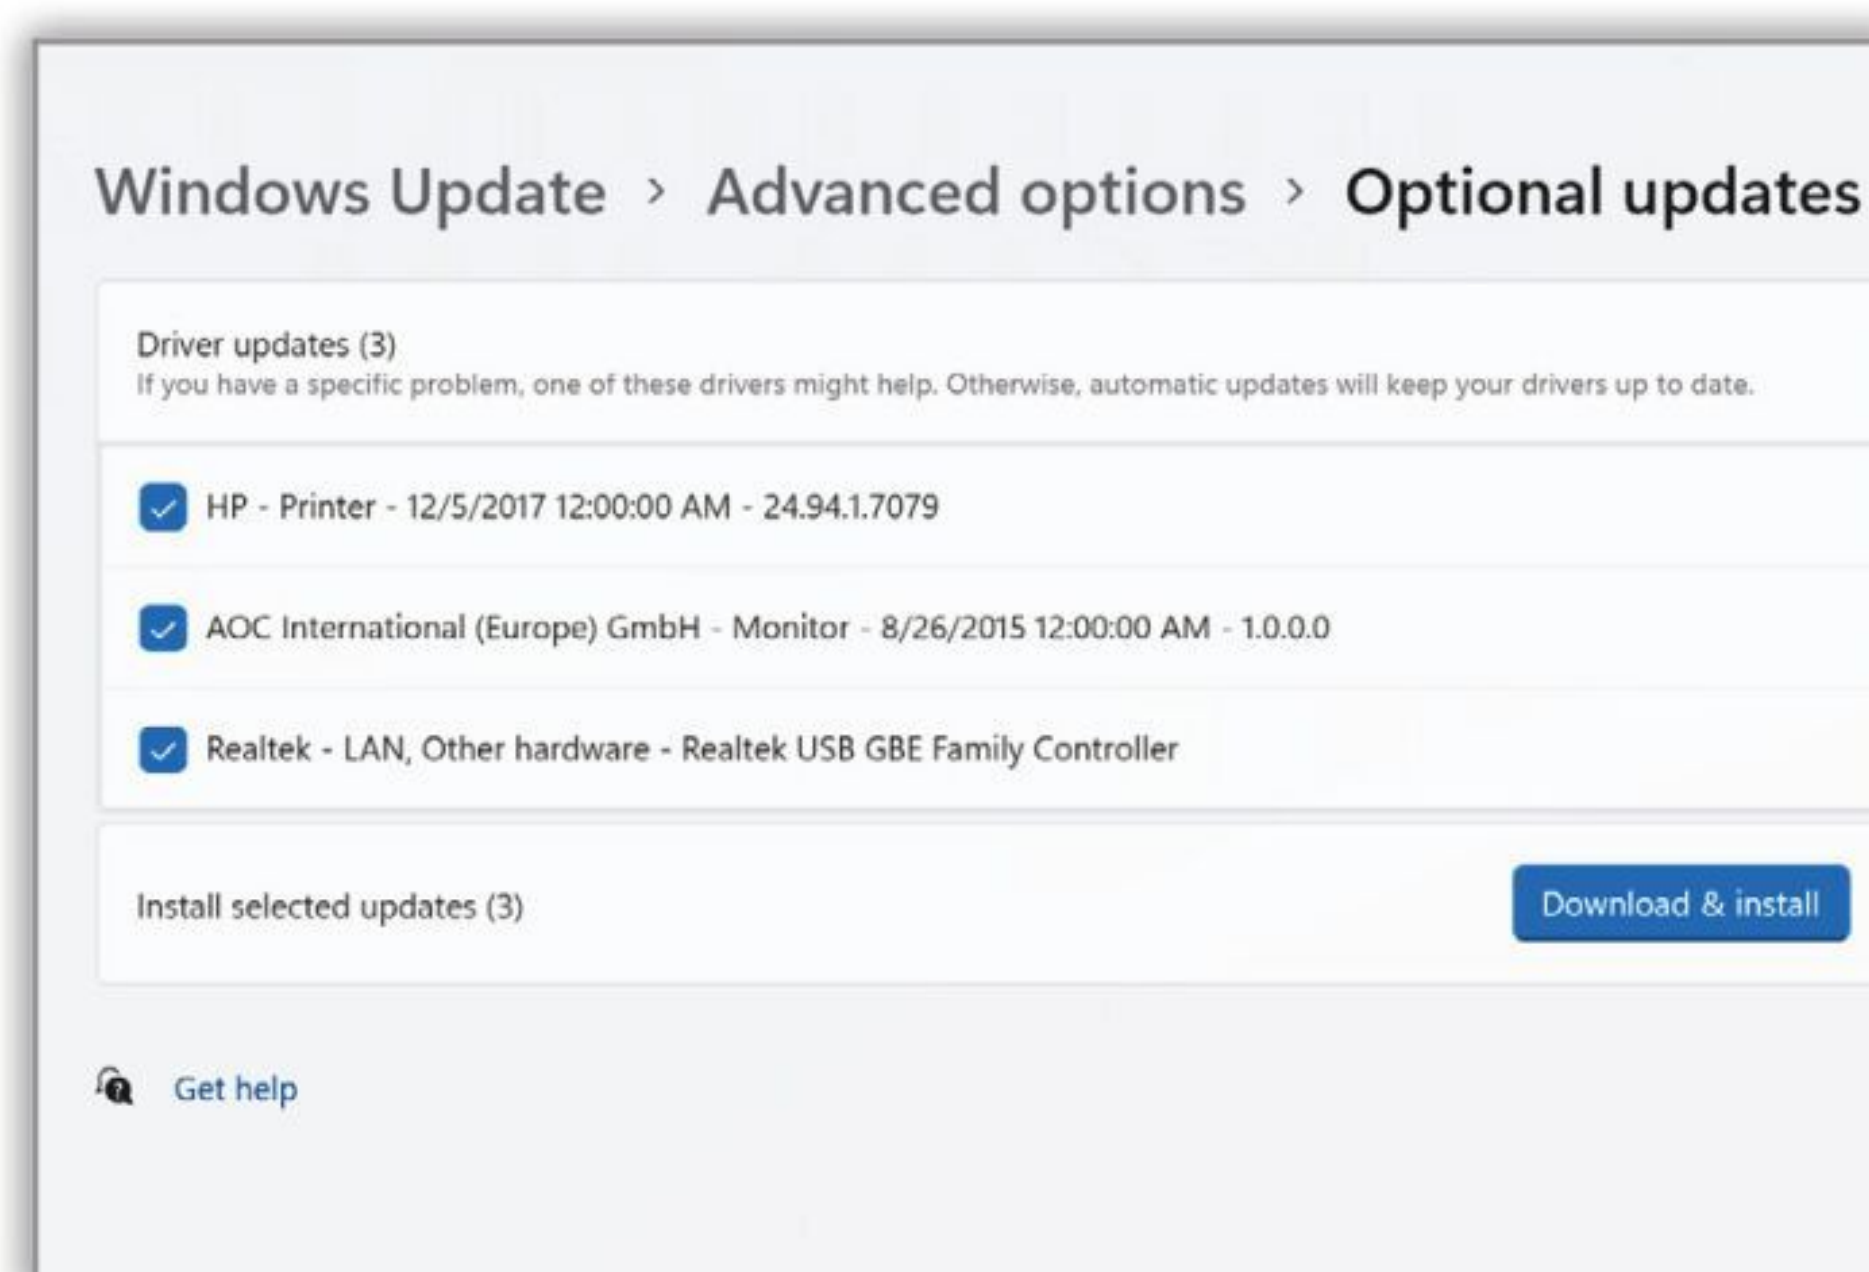 Windows Update > Advanced options > Optional updates
Driver updates (3)
If you have a specific problem, one of these drivers might help. Otherwise, automatic updates will keep your drivers up to date.
HP - Printer - 12/5/2017 12:00:00 AM - 24.94.1.7079
AOC International (Europe) GmbH - Monitor - 8/26/2015 12:00:00 AM - 1.0.0.0
Realtek - LAN, Other hardware - Realtek USB GBE Family Controller
Install selected updates (3)
Download & install
Get help